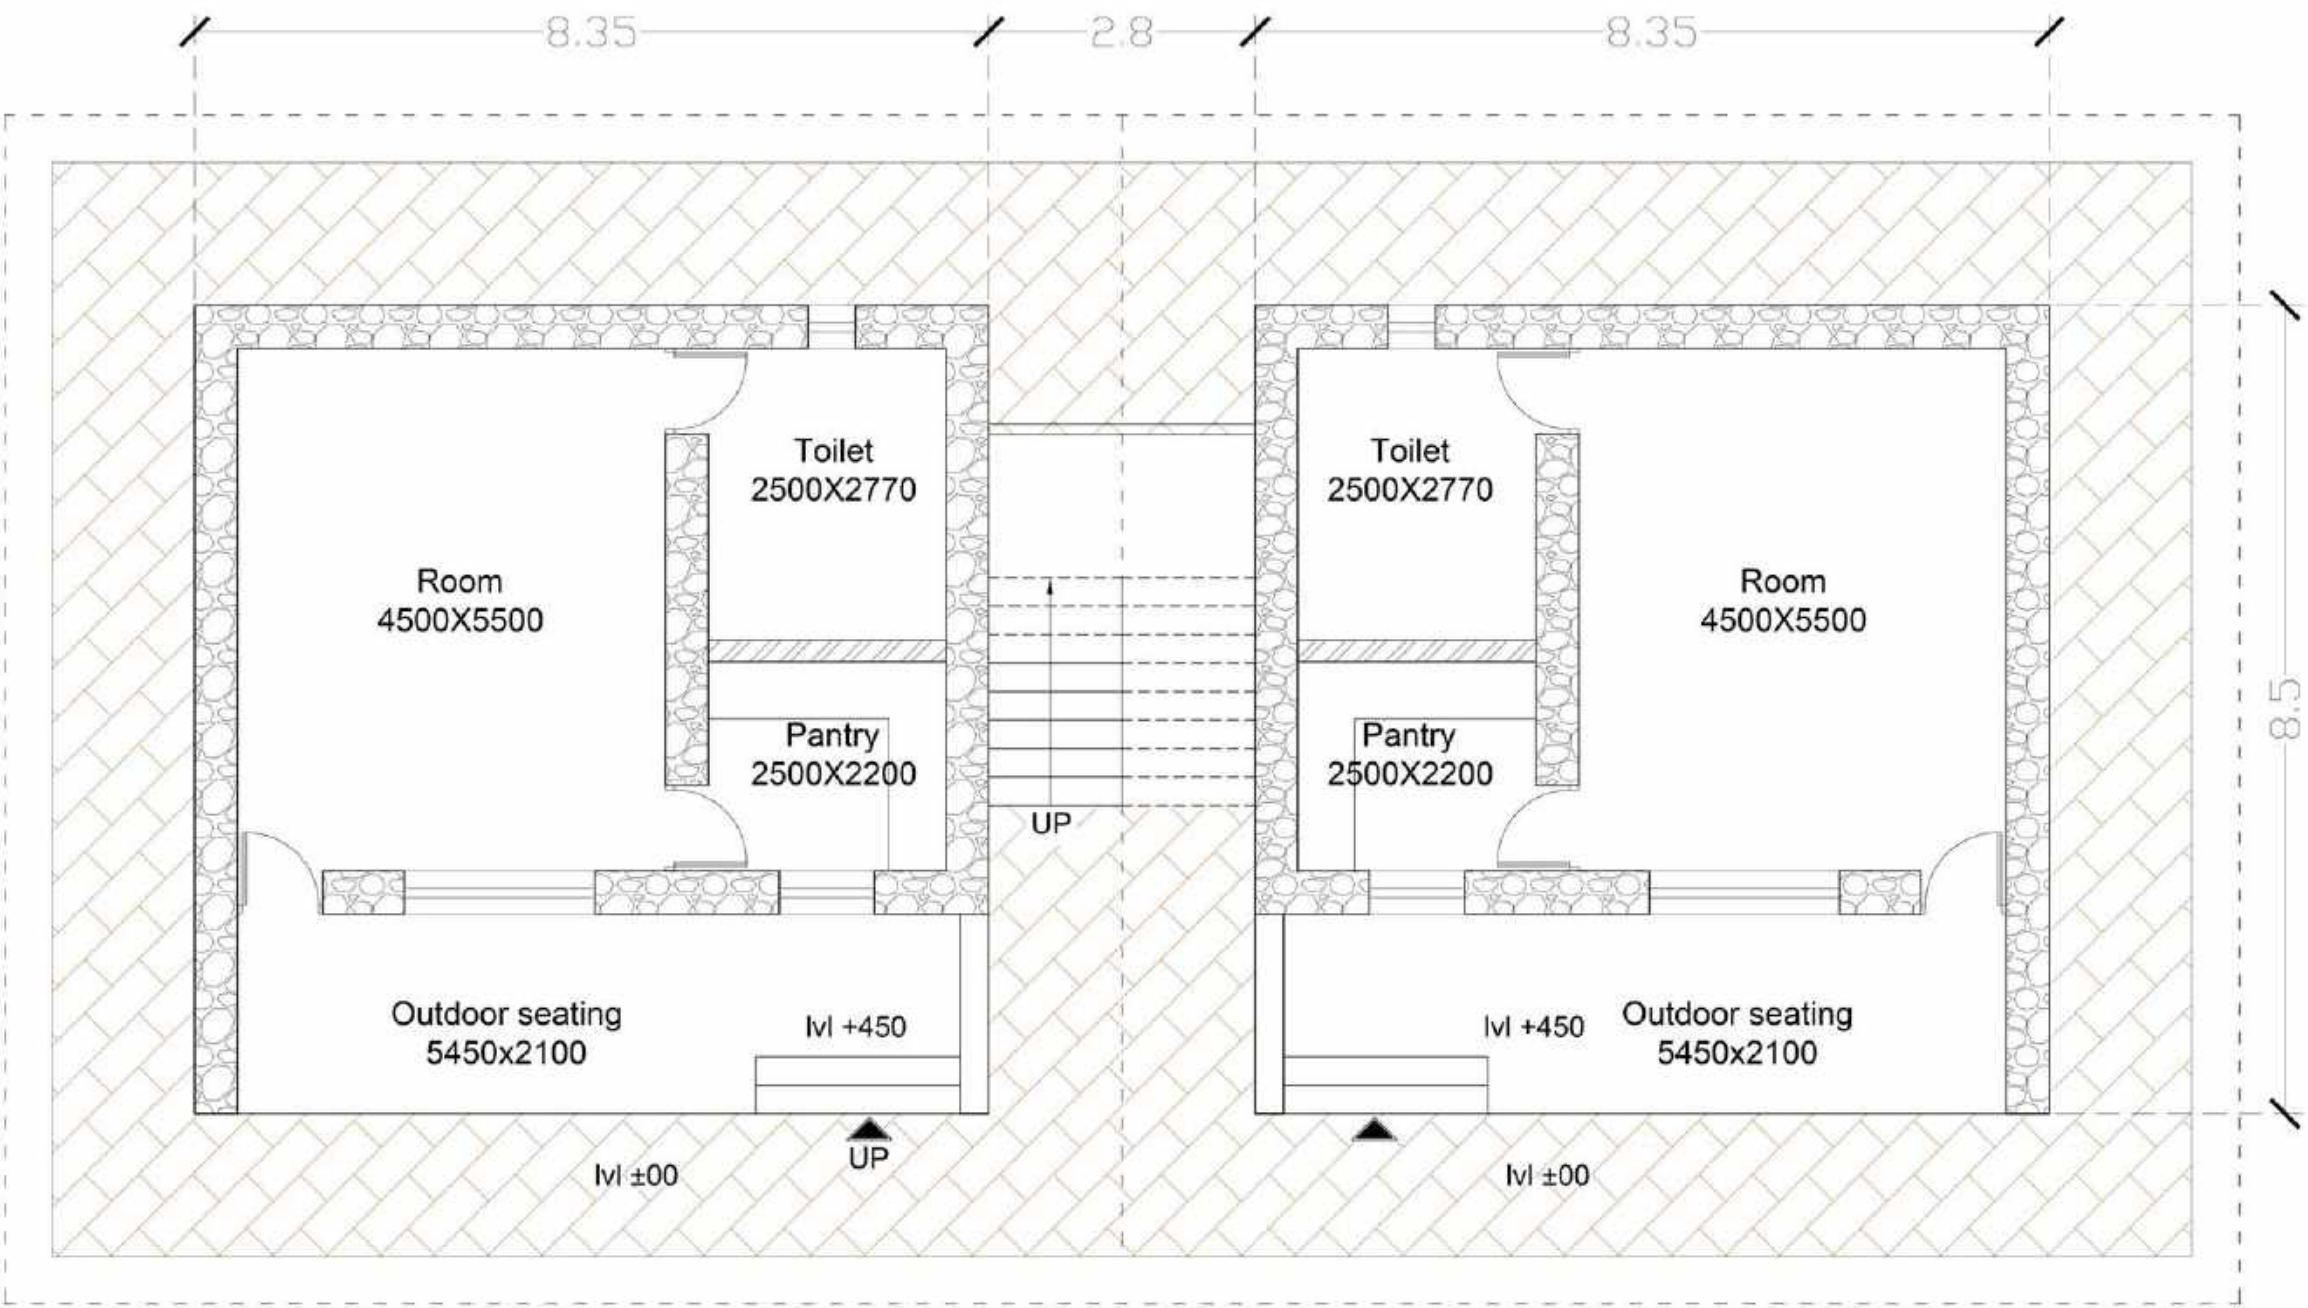 8.35
2.8
8.35
Toilet
2500X2770
Toilet
2500X2770
Room
4500X5500
Room
4500X5500
8.5
Pantry
2500X2200
Pantry
2500X2200
UP
Outdoor seating
5450x2100
lvl +450
lvl +450
Outdoor seating
5450x2100
UP
lvl ±00
lvl ±00